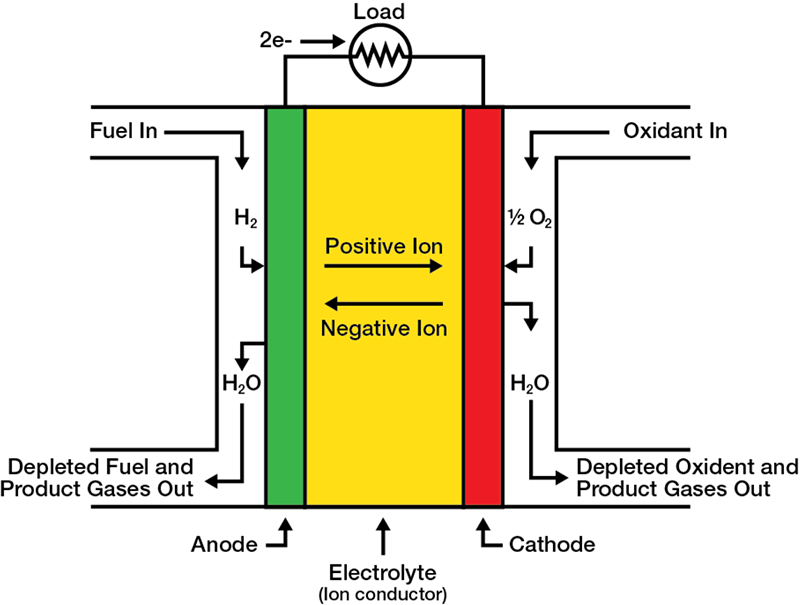 Load
2e-
Fuel In
Oxidant In
H₂
½ O₂
Positive Ion
Negative Ion
H₂O
H₂O
Depleted Fuel and
Product Gases Out
Depleted Oxident and
Product Gases Out
Anode
Cathode
Electrolyte
(Ion conductor)